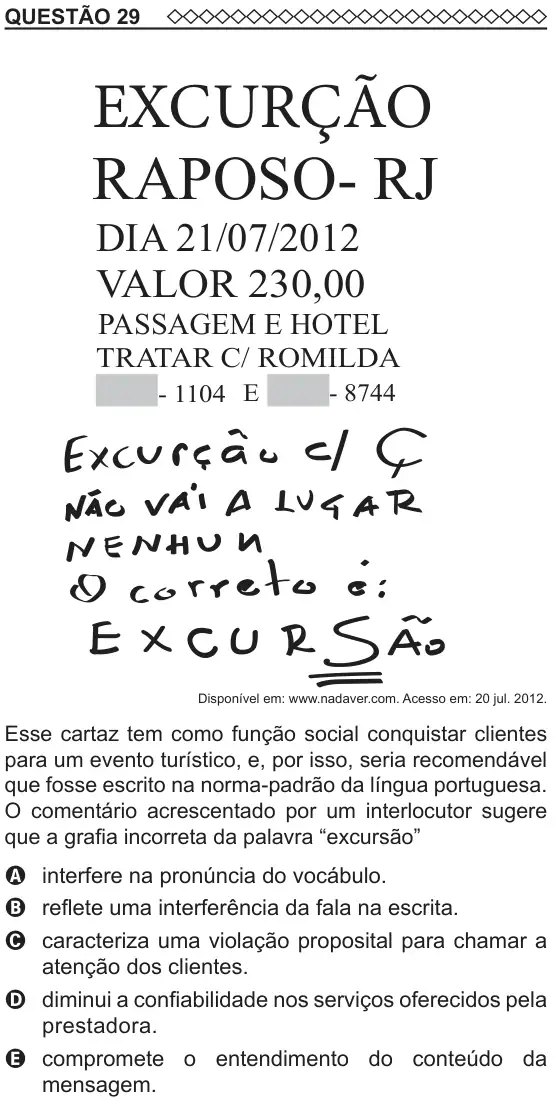 QUESTÃO 29
EXCURÇÃO
RAPOSO- RJ
DIA 21/07/2012
VALOR 230,00
PASSAGEM E HOTEL
TRATAR C/ ROMILDA
- 1104 E - 8744
Excurção c/ Ç
NÃO VAI A LUGAR
NENHUN
O correto é:
EXCURSÃO
Disponível em: www.nadaver.com. Acesso em: 20 jul. 2012.
Esse cartaz tem como função social conquistar clientes
para um evento turístico, e, por isso, seria recomendável
que fosse escrito na norma-padrão da língua portuguesa.
O comentário acrescentado por um interlocutor sugere
que a grafia incorreta da palavra “excursão”
A interfere na pronúncia do vocábulo.
B reflete uma interferência da fala na escrita.
C caracteriza uma violação proposital para chamar a
atenção dos clientes.
D diminui a confiabilidade nos serviços oferecidos pela
prestadora.
E compromete o entendimento do conteúdo da
mensagem.